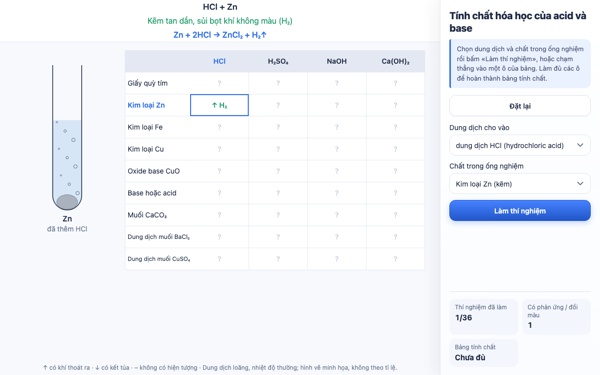 HCl + Zn
Kẽm tan dần, sủi bọt khí không màu (H₂)
Zn + 2HCl → ZnCl₂ + H₂↑
HCl H₂SO₄ NaOH Ca(OH)₂
Giấy quỳ tím ? ? ? ?
Kim loại Zn ↑ H₂ ? ? ?
Kim loại Fe ? ? ? ?
Kim loại Cu ? ? ? ?
Oxide base CuO ? ? ? ?
Base hoặc acid ? ? ? ?
Muối CaCO₃ ? ? ? ?
Dung dịch muối BaCl₂ ? ? ? ?
Dung dịch muối CuSO₄ ? ? ? ?
Zn
đã thêm HCl
↑ có khí thoát ra · ↓ có kết tủa · – không có hiện tượng · Dung dịch loãng, nhiệt độ thường; hình vẽ minh họa, không theo tỉ lệ.
Tính chất hóa học của acid và
base
Chọn dung dịch và chất trong ống nghiệm
rồi bấm «Làm thí nghiệm», hoặc chạm
thẳng vào một ô của bảng. Làm đủ các ô
để hoàn thành bảng tính chất.
Đặt lại
Dung dịch cho vào
dung dịch HCl (hydrochloric acid)
Chất trong ống nghiệm
Kim loại Zn (kẽm)
Làm thí nghiệm
Thí nghiệm đã làm
1/36
Có phản ứng / đổi
màu
1
Bảng tính chất
Chưa đủ